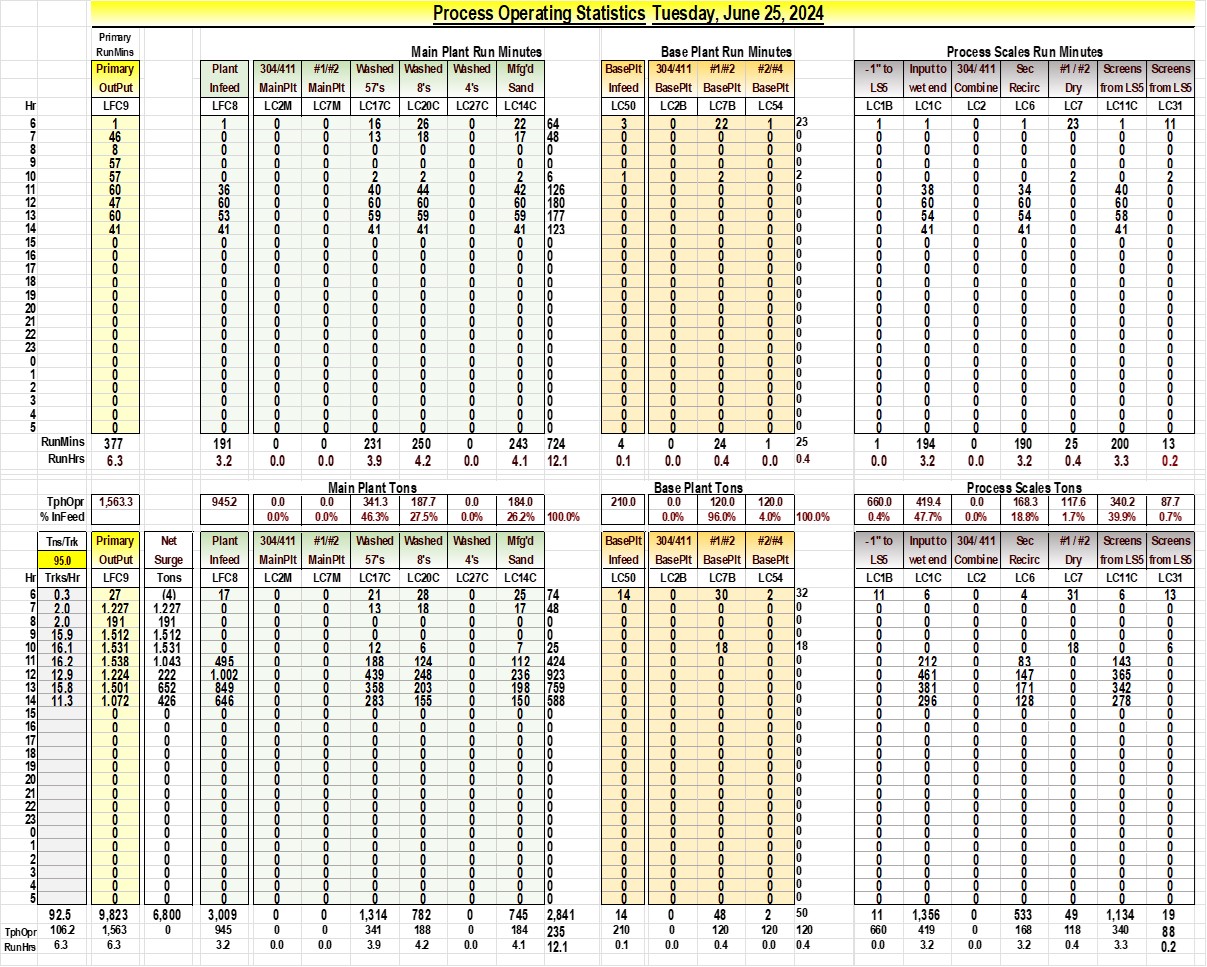 Process Operating Statistics Tuesday, June 25, 2024
Primary
RunMins Main Plant Run Minutes Base Plant Run Minutes Process Scales Run Minutes
Primary Plant 304/411 #1/#2 Washed Washed Washed Mfg'd BasePlt 304/411 #1/#2 #2/#4 -1" to Input to 304/ 411 Sec #1 / #2 Screens Screens
OutPut Infeed MainPlt MainPlt 57's 8's 4's Sand Infeed BasePlt BasePlt BasePlt LS5 wet end Combine Recirc Dry from LS5 from LS5
Hr LFC9 LFC8 LC2M LC7M LC17C LC20C LC27C LC14C LC50 LC2B LC7B LC54 LC1B LC1C LC2 LC6 LC7 LC11C LC31
6 1 1 0 0 16 26 0 22 64 3 0 22 1 23 1 1 0 1 23 1 11
7 46 0 0 0 13 18 0 17 48 0 0 0 0 0 0 0 0 0 0 0 0
8 8 0 0 0 0 0 0 0 0 0 0 0 0 0 0 0 0 0 0 0 0
9 57 0 0 0 0 0 0 0 0 0 0 0 0 0 0 0 0 0 0 0 0
10 57 0 0 0 2 2 0 2 6 1 0 2 0 2 0 0 0 0 2 0 2
11 60 36 0 0 40 44 0 42 126 0 0 0 0 0 0 38 0 34 0 40 0
12 47 60 0 0 60 60 0 60 180 0 0 0 0 0 0 60 0 60 0 60 0
13 60 53 0 0 59 59 0 59 177 0 0 0 0 0 0 54 0 54 0 58 0
14 41 41 0 0 41 41 0 41 123 0 0 0 0 0 0 41 0 41 0 41 0
15 0 0 0 0 0 0 0 0 0 0 0 0 0 0 0 0 0 0 0 0 0
16 0 0 0 0 0 0 0 0 0 0 0 0 0 0 0 0 0 0 0 0 0
17 0 0 0 0 0 0 0 0 0 0 0 0 0 0 0 0 0 0 0 0 0
18 0 0 0 0 0 0 0 0 0 0 0 0 0 0 0 0 0 0 0 0 0
19 0 0 0 0 0 0 0 0 0 0 0 0 0 0 0 0 0 0 0 0 0
20 0 0 0 0 0 0 0 0 0 0 0 0 0 0 0 0 0 0 0 0 0
21 0 0 0 0 0 0 0 0 0 0 0 0 0 0 0 0 0 0 0 0 0
22 0 0 0 0 0 0 0 0 0 0 0 0 0 0 0 0 0 0 0 0 0
23 0 0 0 0 0 0 0 0 0 0 0 0 0 0 0 0 0 0 0 0 0
0 0 0 0 0 0 0 0 0 0 0 0 0 0 0 0 0 0 0 0 0 0
1 0 0 0 0 0 0 0 0 0 0 0 0 0 0 0 0 0 0 0 0 0
2 0 0 0 0 0 0 0 0 0 0 0 0 0 0 0 0 0 0 0 0 0
3 0 0 0 0 0 0 0 0 0 0 0 0 0 0 0 0 0 0 0 0 0
4 0 0 0 0 0 0 0 0 0 0 0 0 0 0 0 0 0 0 0 0 0
5 0 0 0 0 0 0 0 0 0 0 0 0 0 0 0 0 0 0 0 0 0
RunMins 377 191 0 0 231 250 0 243 724 4 0 24 1 25 1 194 0 190 25 200 13
RunHrs 6.3 3.2 0.0 0.0 3.9 4.2 0.0 4.1 12.1 0.1 0.0 0.4 0.0 0.4 0.0 3.2 0.0 3.2 0.4 3.3 0.2
Main Plant Tons Base Plant Tons Process Scales Tons
TphOpr 1,563.3 945.2 0.0 0.0 341.3 187.7 0.0 184.0 210.0 0.0 120.0 120.0 660.0 419.4 0.0 168.3 117.6 340.2 87.7
% InFeed 0.0% 0.0% 46.3% 27.5% 0.0% 26.2% 100.0% 0.0% 96.0% 4.0% 100.0% 0.4% 47.7% 0.0% 18.8% 1.7% 39.9% 0.7%
Tns/Trk Primary Net Plant 304/411 #1/#2 Washed Washed Washed Mfg'd BasePlt 304/411 #1/#2 #2/#4 -1" to Input to 304/ 411 Sec #1 / #2 Screens Screens
95.0 OutPut Surge Infeed MainPlt MainPlt 57's 8's 4's Sand Infeed BasePlt BasePlt BasePlt LS5 wet end Combine Recirc Dry from LS5 from LS5
Hr Trks/Hr LFC9 Tons LFC8 LC2M LC7M LC17C LC20C LC27C LC14C LC50 LC2B LC7B LC54 LC1B LC1C LC2 LC6 LC7 LC11C LC31
6 0.3 27 (4) 17 0 0 21 28 0 25 74 14 0 30 2 32 11 6 0 4 31 6 13
7 2.0 1.227 1.227 0 0 0 13 18 0 17 48 0 0 0 0 0 0 0 0 0 0 0 0
8 2.0 191 191 0 0 0 0 0 0 0 0 0 0 0 0 0 0 0 0 0 0 0 0
9 15.9 1.512 1.512 0 0 0 0 0 0 0 0 0 0 0 0 0 0 0 0 0 0 0 0
10 16.1 1.531 1.531 0 0 0 12 6 0 7 25 0 0 18 0 18 0 0 0 0 18 0 6
11 16.2 1.538 1.043 495 0 0 188 124 0 112 424 0 0 0 0 0 0 212 0 83 0 143 0
12 12.9 1.224 222 1.002 0 0 439 248 0 236 923 0 0 0 0 0 0 461 0 147 0 365 0
13 15.8 1.501 652 849 0 0 358 203 0 198 759 0 0 0 0 0 0 381 0 171 0 342 0
14 11.3 1.072 426 646 0 0 283 155 0 150 588 0 0 0 0 0 0 296 0 128 0 278 0
15 0 0 0 0 0 0 0 0 0 0 0 0 0 0 0 0 0 0 0 0 0 0
16 0 0 0 0 0 0 0 0 0 0 0 0 0 0 0 0 0 0 0 0 0 0
17 0 0 0 0 0 0 0 0 0 0 0 0 0 0 0 0 0 0 0 0 0 0
18 0 0 0 0 0 0 0 0 0 0 0 0 0 0 0 0 0 0 0 0 0 0
19 0 0 0 0 0 0 0 0 0 0 0 0 0 0 0 0 0 0 0 0 0 0
20 0 0 0 0 0 0 0 0 0 0 0 0 0 0 0 0 0 0 0 0 0 0
21 0 0 0 0 0 0 0 0 0 0 0 0 0 0 0 0 0 0 0 0 0 0
22 0 0 0 0 0 0 0 0 0 0 0 0 0 0 0 0 0 0 0 0 0 0
23 0 0 0 0 0 0 0 0 0 0 0 0 0 0 0 0 0 0 0 0 0 0
0 0 0 0 0 0 0 0 0 0 0 0 0 0 0 0 0 0 0 0 0 0 0
1 0 0 0 0 0 0 0 0 0 0 0 0 0 0 0 0 0 0 0 0 0 0
2 0 0 0 0 0 0 0 0 0 0 0 0 0 0 0 0 0 0 0 0 0 0
3 0 0 0 0 0 0 0 0 0 0 0 0 0 0 0 0 0 0 0 0 0 0
4 0 0 0 0 0 0 0 0 0 0 0 0 0 0 0 0 0 0 0 0 0 0
5 0 0 0 0 0 0 0 0 0 0 0 0 0 0 0 0 0 0 0 0 0 0
92.5 9,823 6,800 3,009 0 0 1,314 782 0 745 2,841 14 0 48 2 50 11 1,356 0 533 49 1,134 19
TphOpr 106.2 1,563 0 945 0 0 341 188 0 184 235 210 0 120 120 120 660 419 0 168 118 340 88
RunHrs 6.3 6.3 3.2 0.0 0.0 3.9 4.2 0.0 4.1 12.1 0.1 0.0 0.4 0.0 0.4 0.0 3.2 0.0 3.2 0.4 3.3 0.2